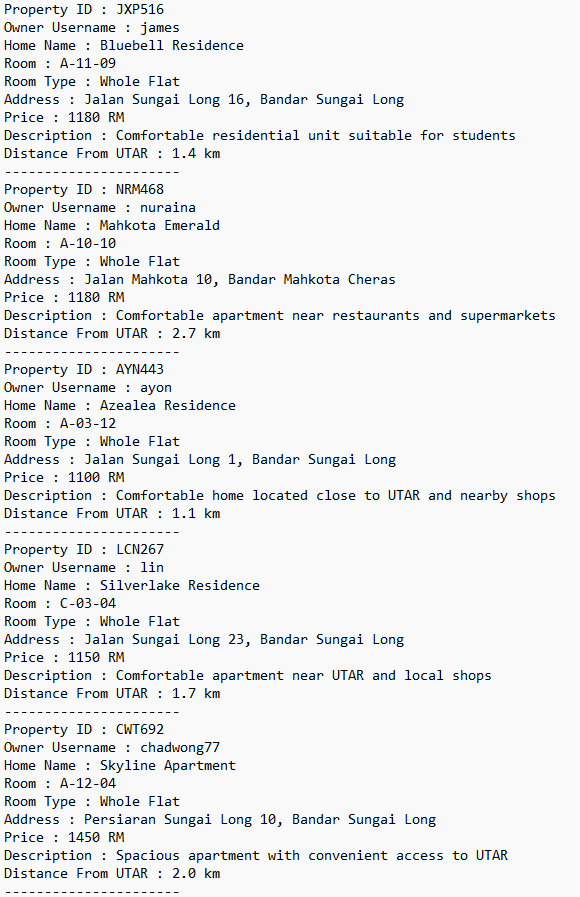 Property ID : JXP516
Owner Username : james
Home Name : Bluebell Residence
Room : A-11-09
Room Type : Whole Flat
Address : Jalan Sungai Long 16, Bandar Sungai Long
Price : 1180 RM
Description : Comfortable residential unit suitable for students
Distance From UTAR : 1.4 km
----------------------
Property ID : NRM468
Owner Username : nuraina
Home Name : Mahkota Emerald
Room : A-10-10
Room Type : Whole Flat
Address : Jalan Mahkota 10, Bandar Mahkota Cheras
Price : 1180 RM
Description : Comfortable apartment near restaurants and supermarkets
Distance From UTAR : 2.7 km
----------------------
Property ID : AYN443
Owner Username : ayon
Home Name : Azealea Residence
Room : A-03-12
Room Type : Whole Flat
Address : Jalan Sungai Long 1, Bandar Sungai Long
Price : 1100 RM
Description : Comfortable home located close to UTAR and nearby shops
Distance From UTAR : 1.1 km
----------------------
Property ID : LCN267
Owner Username : lin
Home Name : Silverlake Residence
Room : C-03-04
Room Type : Whole Flat
Address : Jalan Sungai Long 23, Bandar Sungai Long
Price : 1150 RM
Description : Comfortable apartment near UTAR and local shops
Distance From UTAR : 1.7 km
----------------------
Property ID : CWT692
Owner Username : chadwong77
Home Name : Skyline Apartment
Room : A-12-04
Room Type : Whole Flat
Address : Persiaran Sungai Long 10, Bandar Sungai Long
Price : 1450 RM
Description : Spacious apartment with convenient access to UTAR
Distance From UTAR : 2.0 km
----------------------